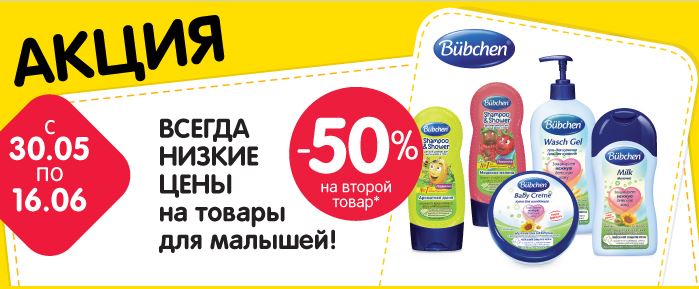 АКЦИЯ
С
30.05
ПО
16.06
ВСЕГДА
НИЗКИЕ
ЦЕНЫ
на товары
для малышей!
-50%
на второй
товар*
Bübchen
Bübchen
Shampoo
& Shower
Bübchen
Shampoo
& Shower
Bübchen
Wasch Gel
Bübchen
Baby Creme
Bübchen
Milk
молочко